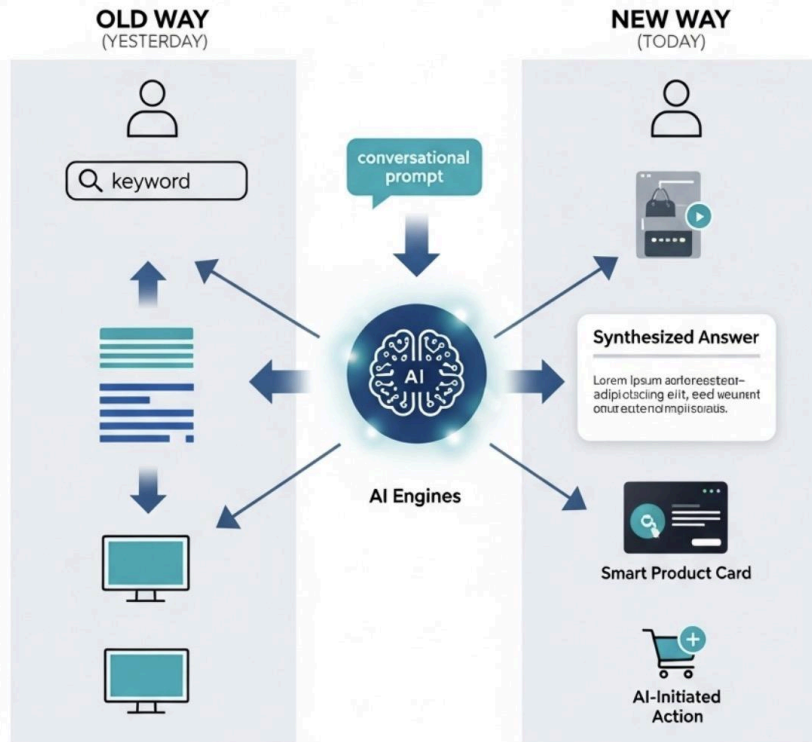 OLD WAY
(YESTERDAY)
keyword
conversational
prompt
AI
AI Engines
NEW WAY
(TODAY)
Synthesized Answer
Lorem Ipsum
elit,
Smart Product Card
AI-Initiated
Action